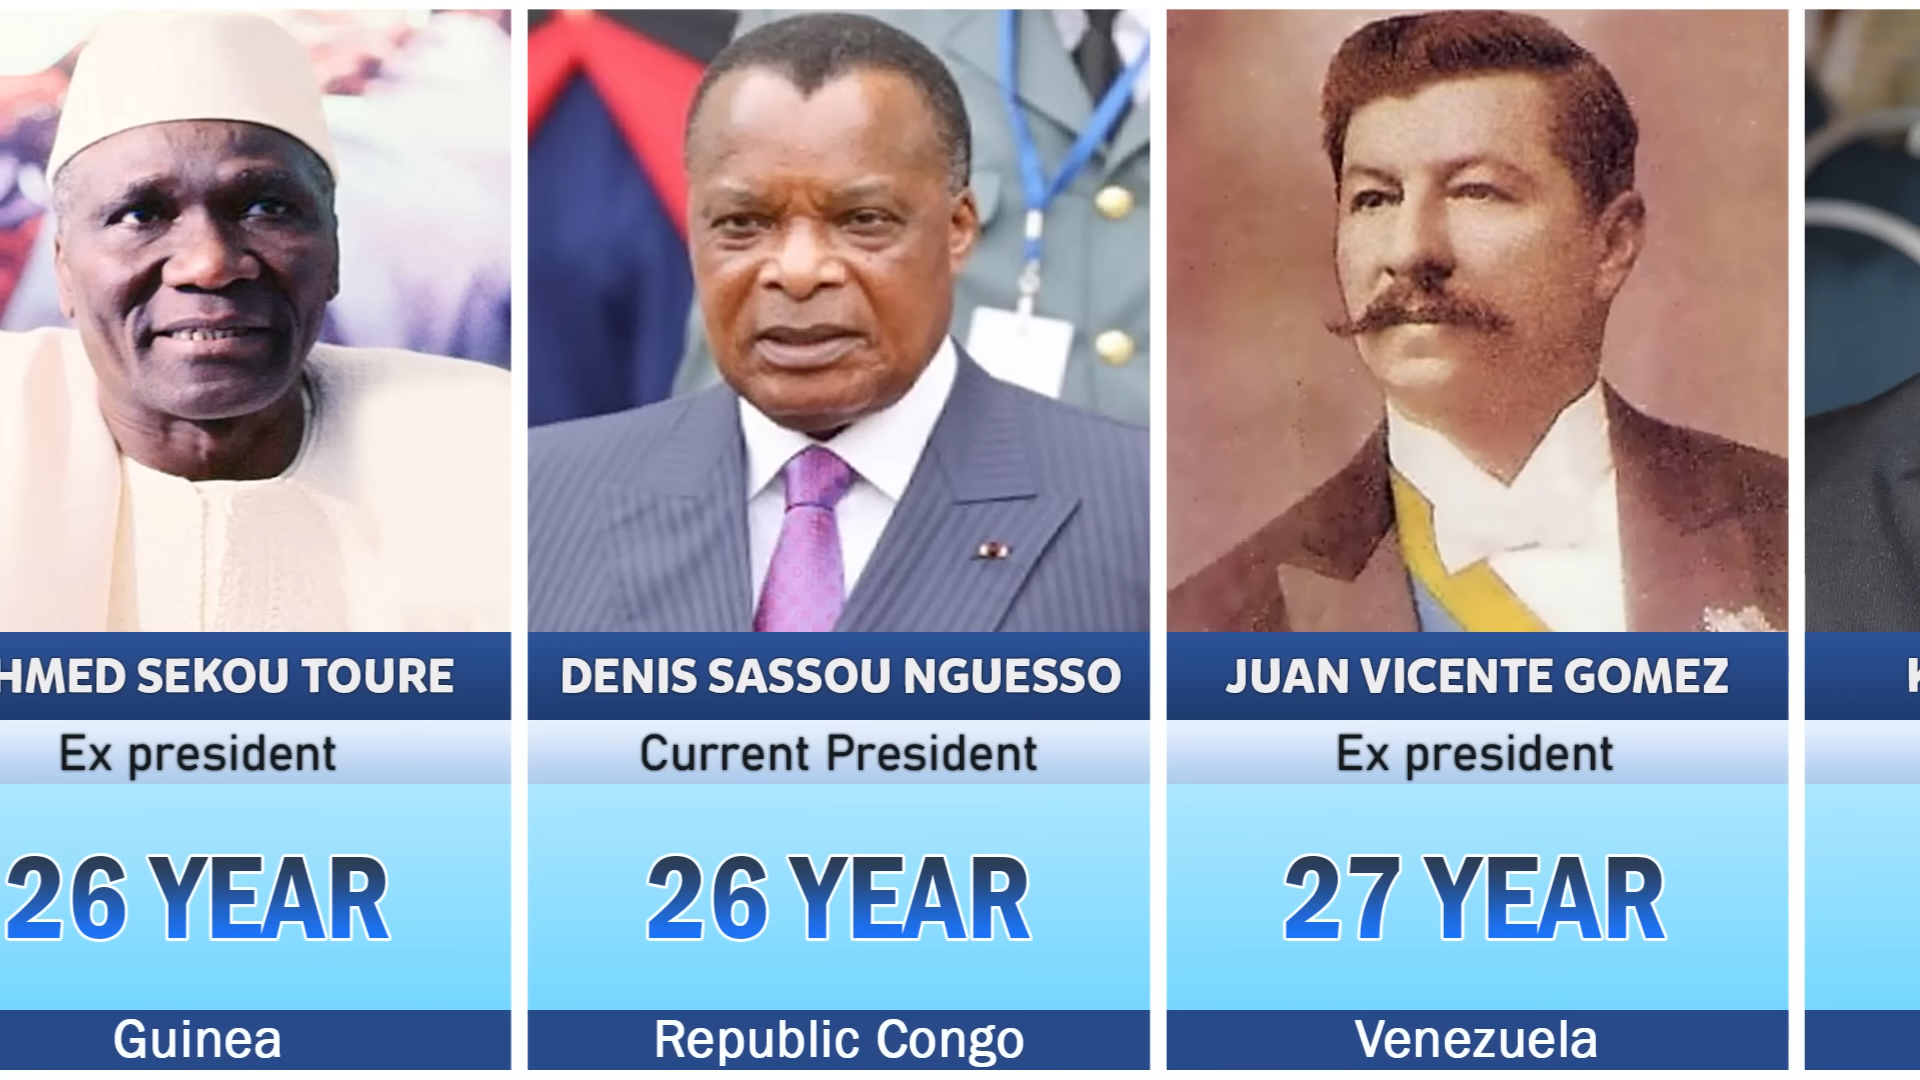 HMED SEKOU TOURE
Ex president
26 YEAR
Guinea
DENIS SASSOU NGUESSO
Current President
26 YEAR
Republic Congo
JUAN VICENTE GOMEZ
Ex president
27 YEAR
Venezuela